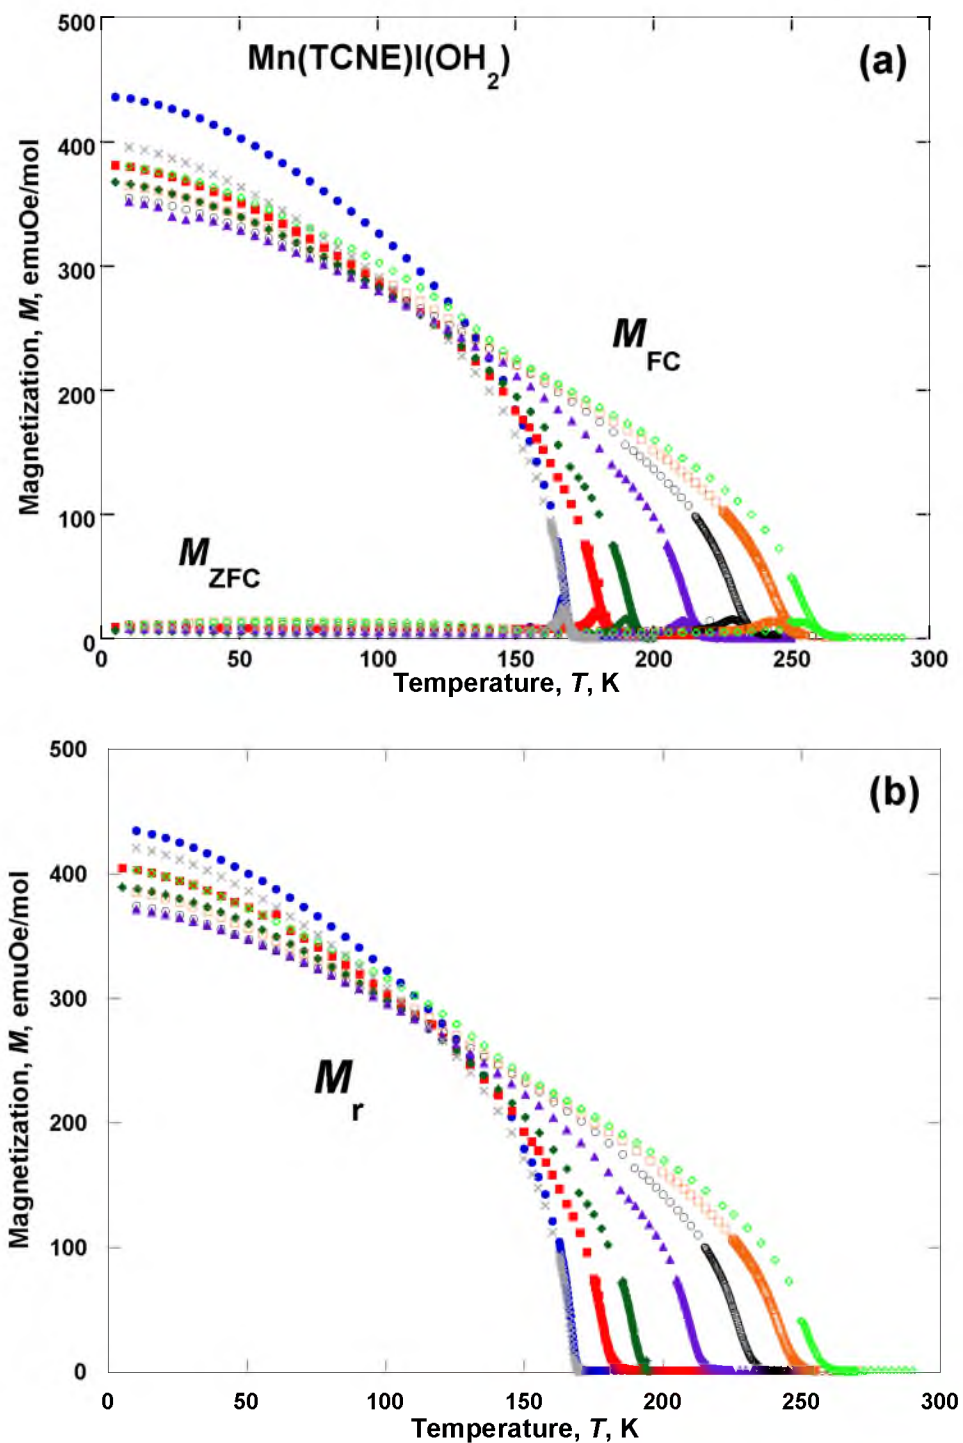 500
Mn(TCNE)I(OH2)
(a)
400
300
200
100
0
Magnetization, M, emuOe/mol
MFC
MZFC
0 50 100 150 200 250 300
Temperature, T, K
500
(b)
400
300
200
100
0
Magnetization, M, emuOe/mol
Mr
0 50 100 150 200 250 300
Temperature, T, K